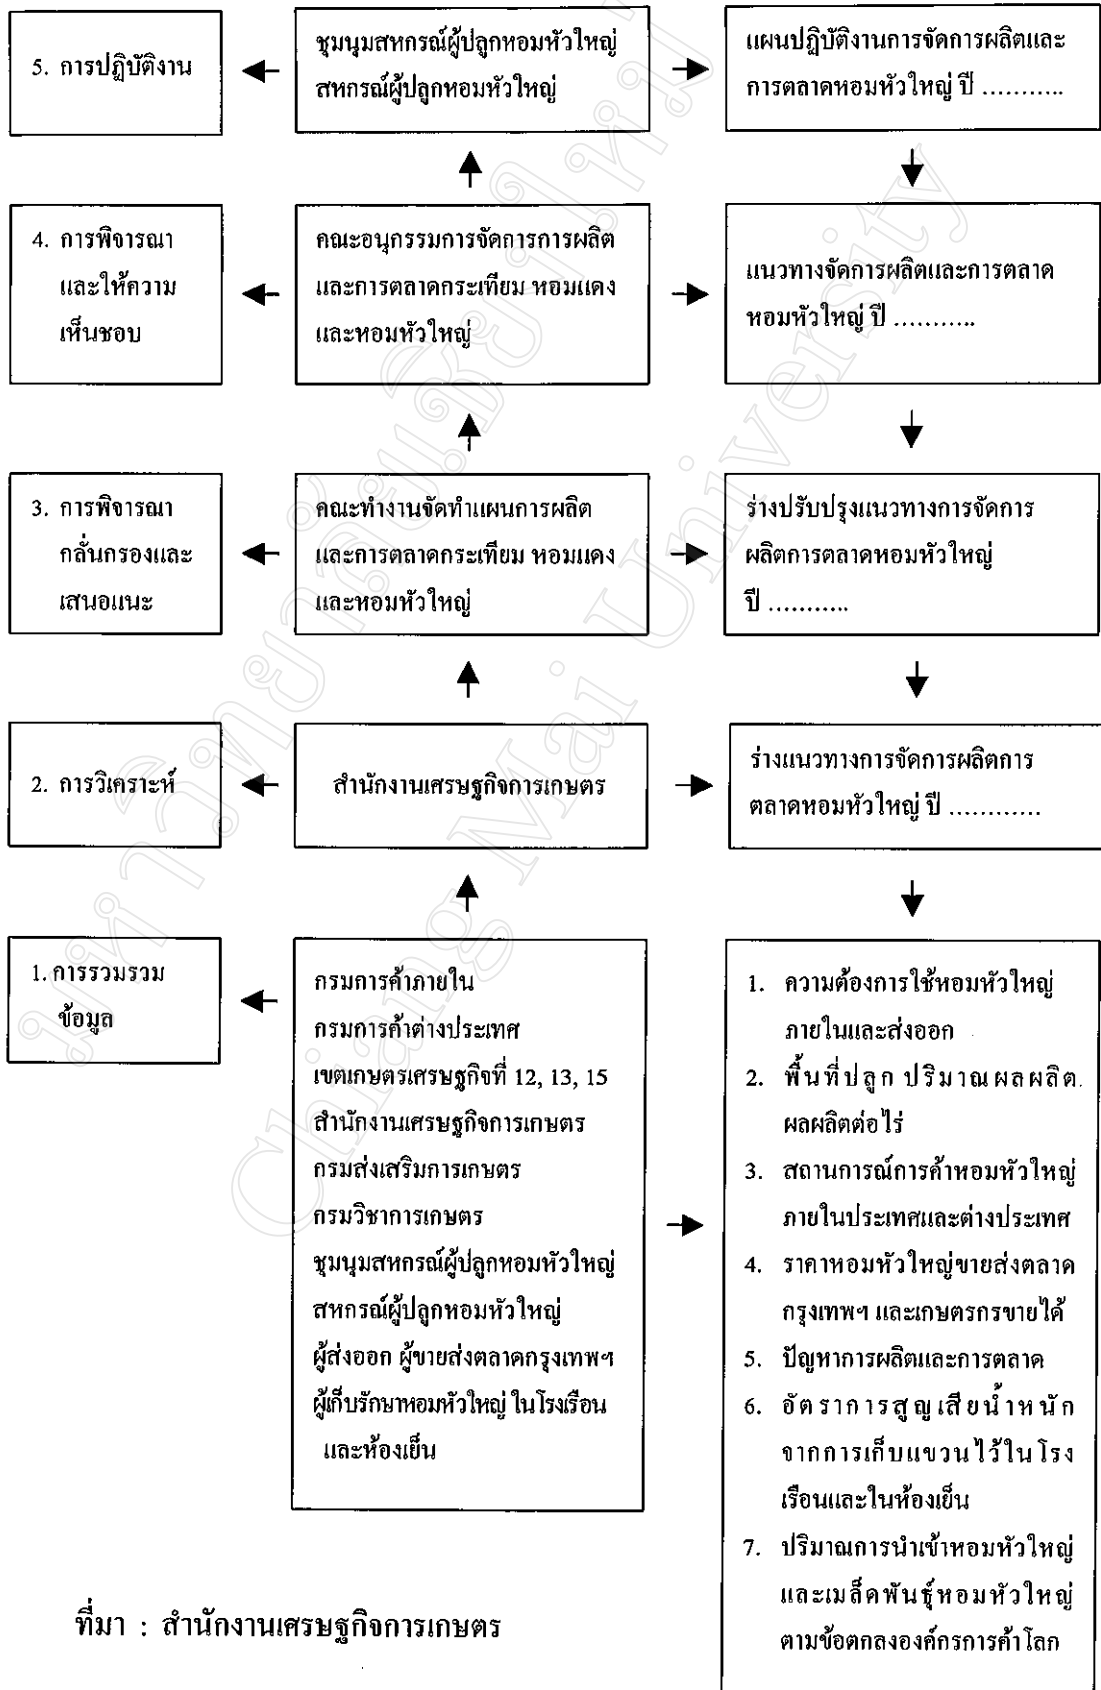 5. การปฏิบัติงาน
ชุมนุมสหกรณ์ผู้ปลูกหอมหัวใหญ่
สหกรณ์ผู้ปลูกหอมหัวใหญ่
แผนปฏิบัติงานการจัดการผลิตและ
การตลาดหอมหัวใหญ่ ปี ...........
4. การพิจารณา
และให้ความ
เห็นชอบ
คณะอนุกรรมการจัดการการผลิต
และการตลาดกระเทียม หอมแดง
และหอมหัวใหญ่
แนวทางจัดการผลิตและการตลาด
หอมหัวใหญ่ ปี ...........
3. การพิจารณา
กลั่นกรองและ
เสนอแนะ
คณะทำงานจัดทำแผนการผลิต
และการตลาดกระเทียม หอมแดง
และหอมหัวใหญ่
ร่างปรับปรุงแนวทางการจัดการ
ผลิตการตลาดหอมหัวใหญ่
ปี ...........
2. การวิเคราะห์
สำนักงานเศรษฐกิจการเกษตร
ร่างแนวทางการจัดการผลิตการ
ตลาดหอมหัวใหญ่ ปี ............
1. การรวมรวม
ข้อมูล
กรมการค้าภายใน
กรมการค้าต่างประเทศ
เขตเกษตรเศรษฐกิจที่ 12, 13, 15
สำนักงานเศรษฐกิจการเกษตร
กรมส่งเสริมการเกษตร
กรมวิชาการเกษตร
ชุมนุมสหกรณ์ผู้ปลูกหอมหัวใหญ่
สหกรณ์ผู้ปลูกหอมหัวใหญ่
ผู้ส่งออก ผู้ขายส่งตลาดกรุงเทพฯ
ผู้เก็บรักษาหอมหัวใหญ่ ในโรงเรือน
และห้องเย็น
1. ความต้องการใช้หอมหัวใหญ่
ภายในและส่งออก
2. พื้นที่ปลูก ปริมาณผลผลิต
ผลผลิตต่อไร่
3. สถานการณ์การค้าหอมหัวใหญ่
ภายในประเทศและต่างประเทศ
4. ราคาหอมหัวใหญ่ขายส่งตลาด
กรุงเทพฯ และเกษตรกรขายได้
5. ปัญหาการผลิตและการตลาด
6. อัตราการสูญเสียน้ำหนัก
จากการเก็บแขวนไว้ในโรง
เรือนและในห้องเย็น
7. ปริมาณการนำเข้าหอมหัวใหญ่
และเมล็ดพันธุ์หอมหัวใหญ่
ตามข้อตกลงองค์กรการค้าโลก
ที่มา : สำนักงานเศรษฐกิจการเกษตร
มหาวิทยาลัยเชียงใหม่
Chiang Mai University